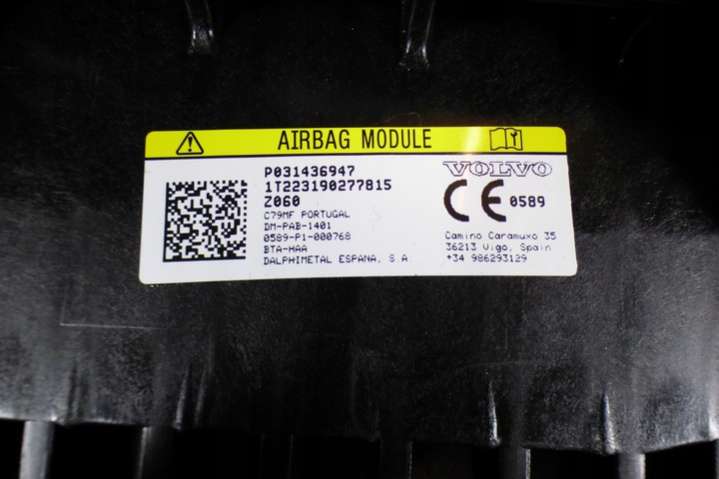 AIRBAG MODULE
P031436947
1T223190277815
Z060
C79MF PORTUGAL
DM-PAB-1401
0589-P1-000768
BTA-HAA
DALPHIMETAL ESPANA, S A
VOLVO
CE 0589
Camino Caramuxo 35
36213 Vigo, Spain
+34 986293129